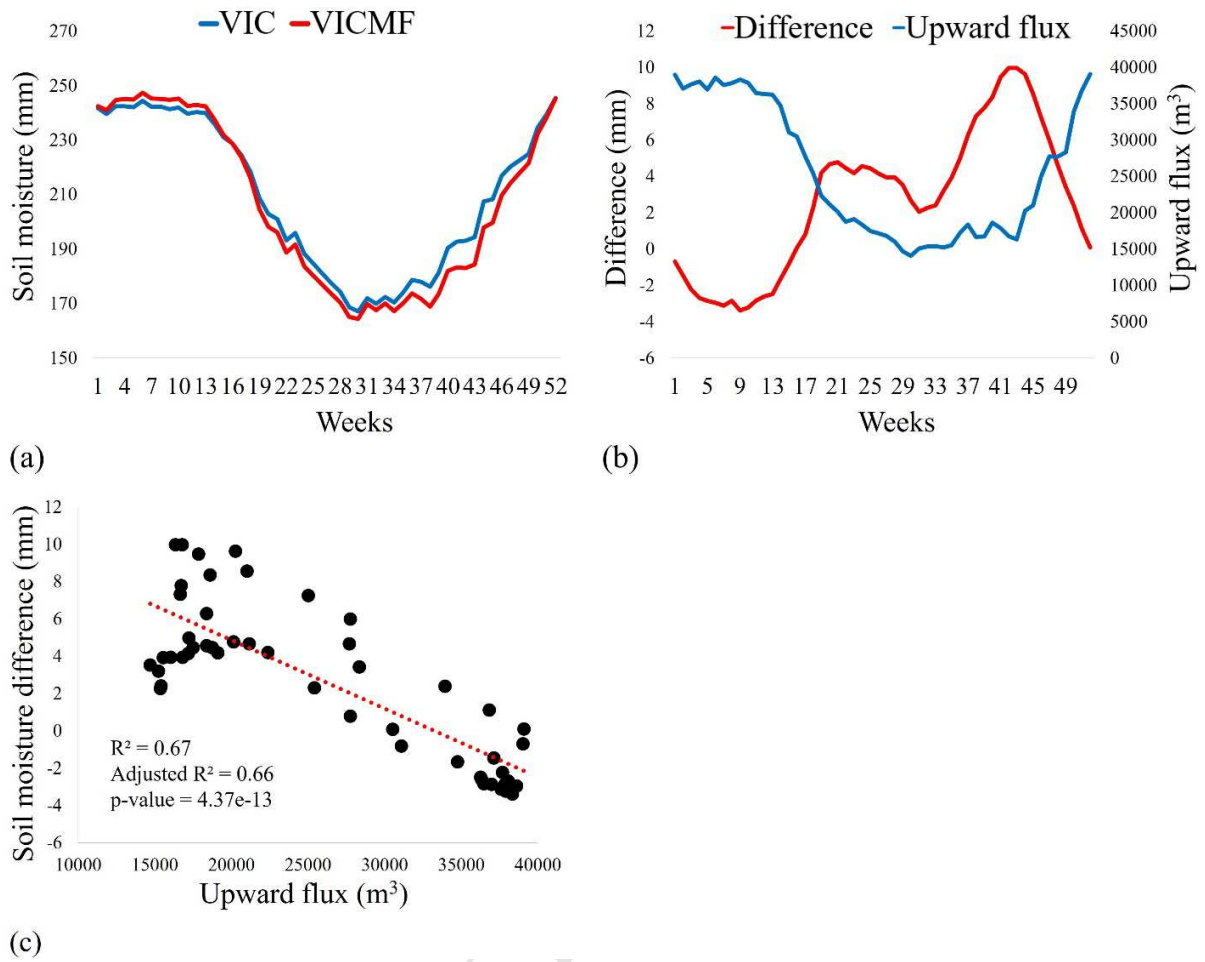 VIC VICMF
270
250
230
210
190
170
150
Soil moisture (mm)
1 4 7 10 13 16 19 22 25 28 31 34 37 40 43 46 49 52
Weeks
(a)
Difference Upward flux
12
10
8
6
4
2
0
-2
-4
-6
Difference (mm)
45000
40000
35000
30000
25000
20000
15000
10000
5000
0
Upward flux (m³)
1 5 9 13 17 21 25 29 33 37 41 45 49
Weeks
(b)
12
10
8
6
4
2
0
-2
-4
-6
Soil moisture difference (mm)
R² = 0.67
Adjusted R² = 0.66
p-value = 4.37e-13
10000 15000 20000 25000 30000 35000 40000
Upward flux (m³)
(c)